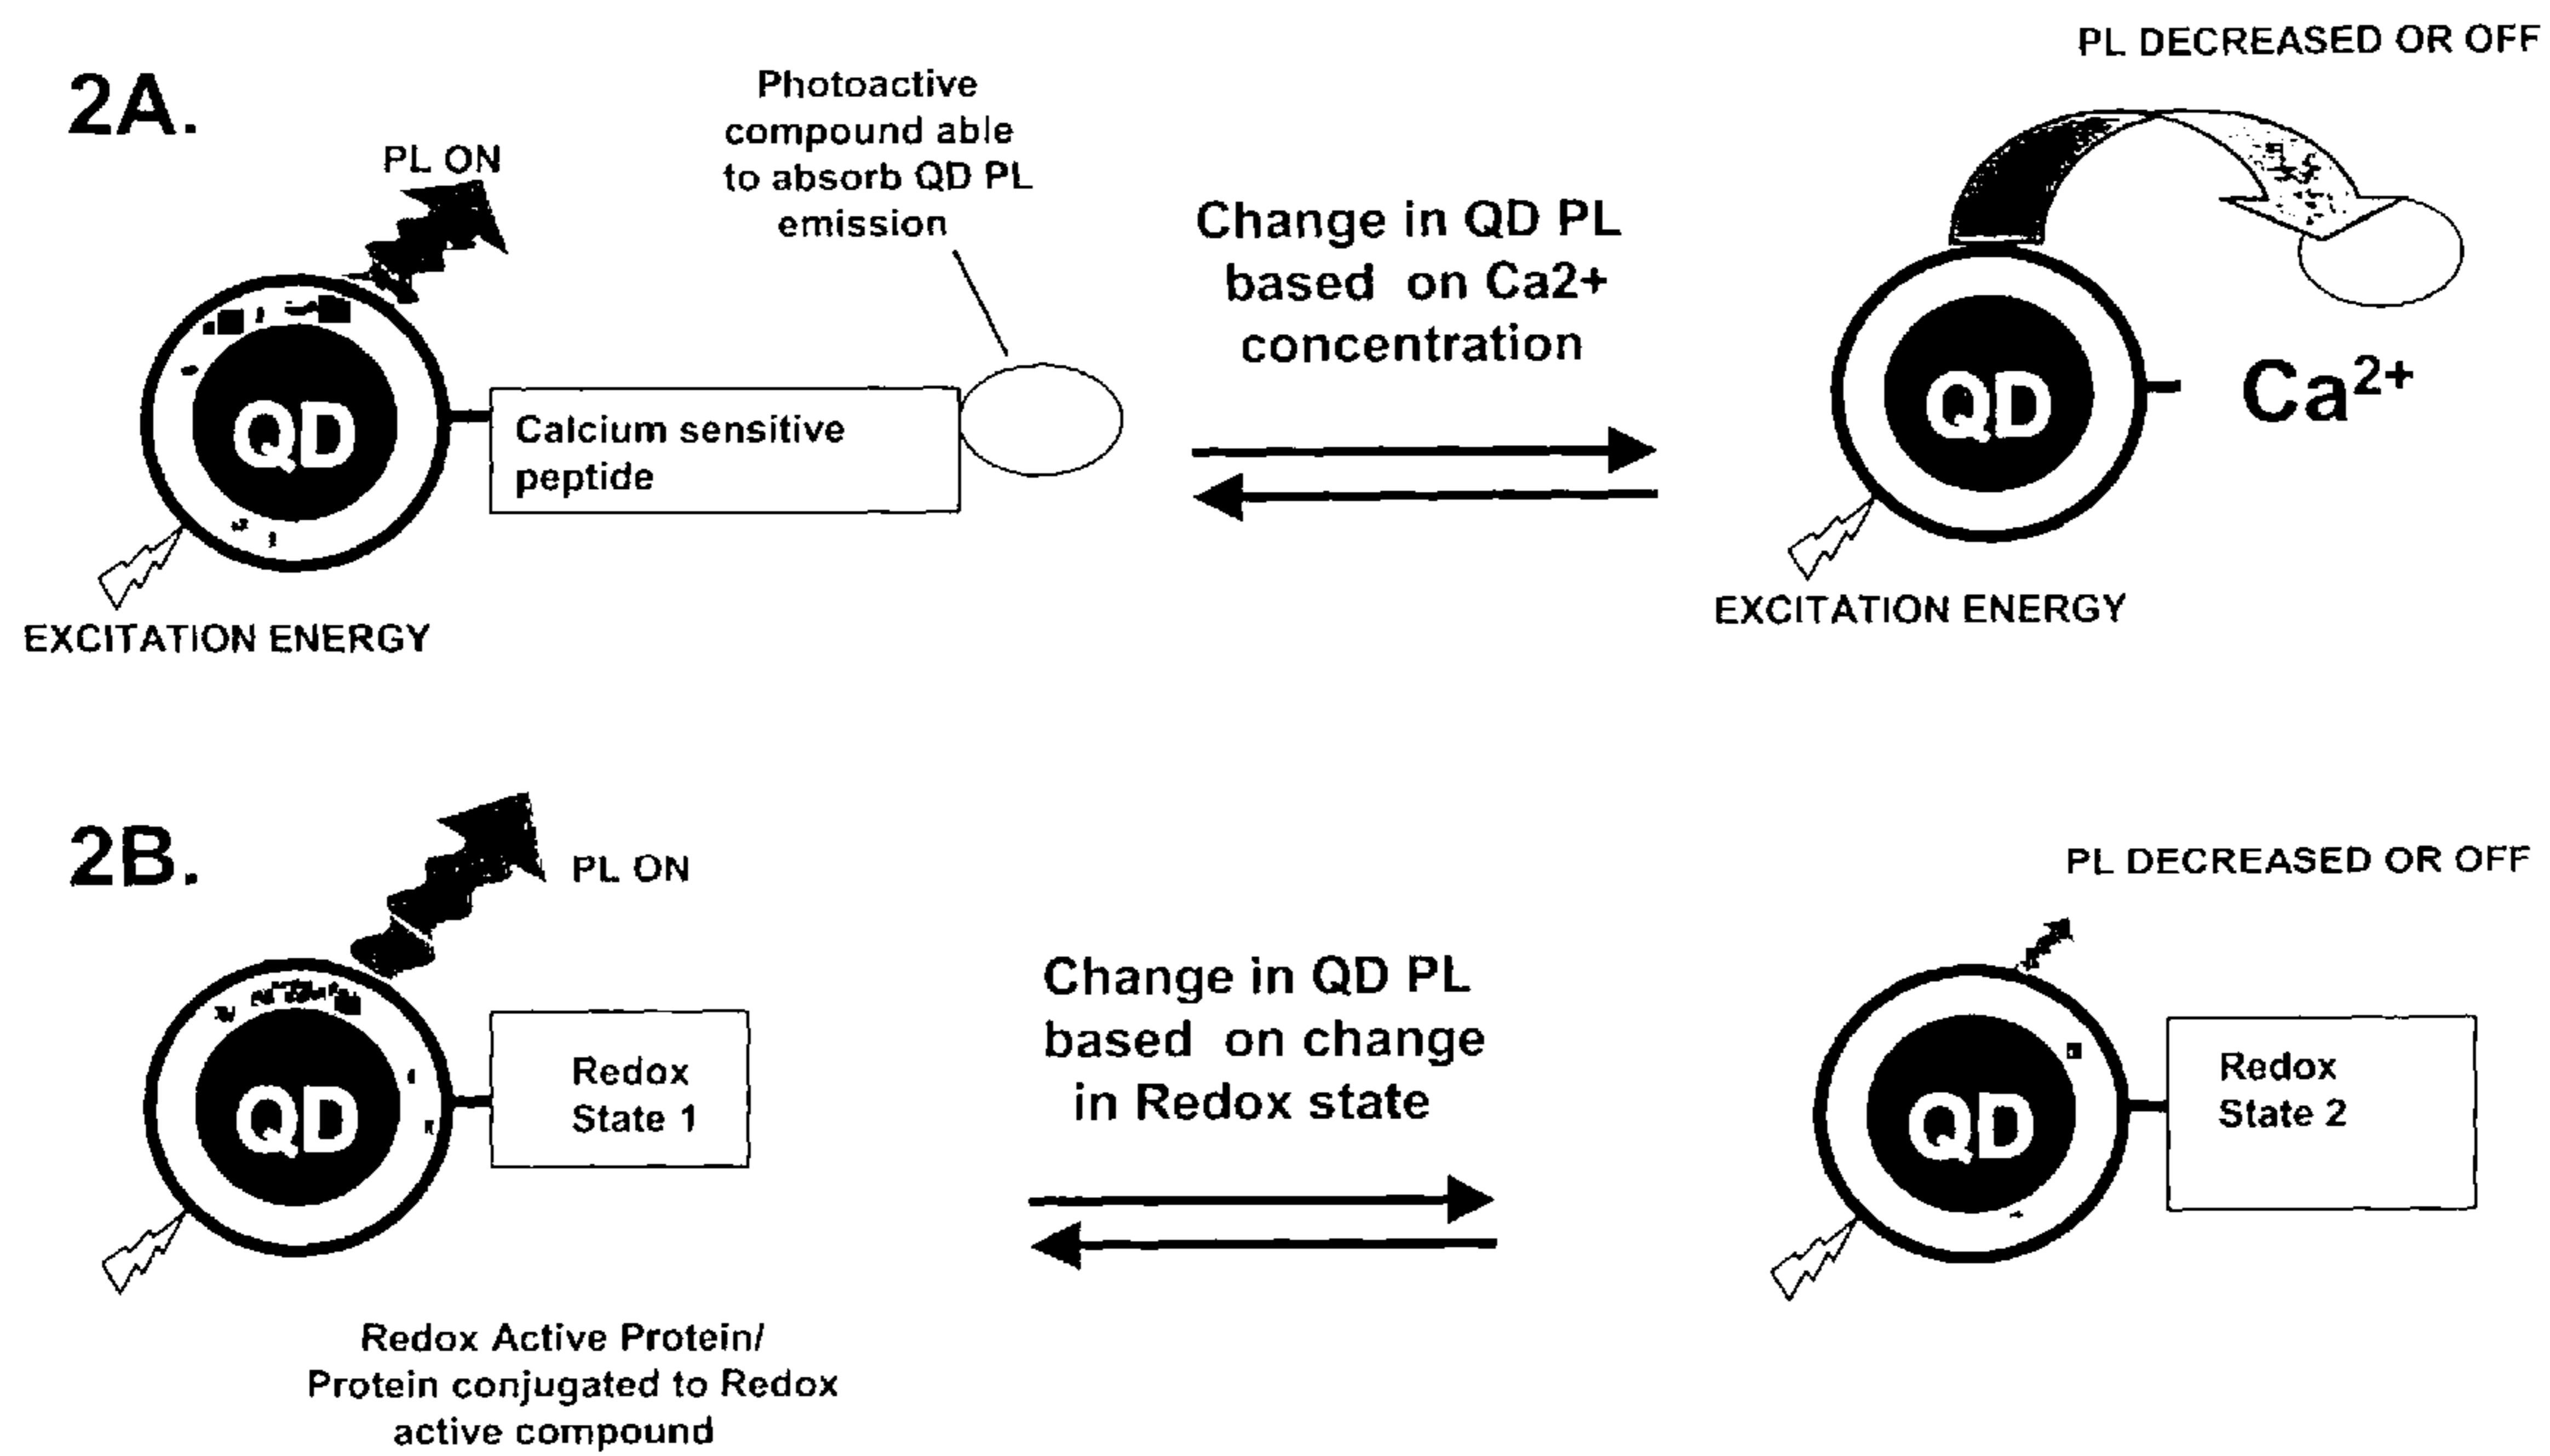 2A.
PL ON
Photoactive
compound able
to absorb QD PL
emission
PL DECREASED OR OFF
Change in QD PL
based on Ca2+
concentration
QD
Calcium sensitive
peptide
QD
Ca²⁺
EXCITATION ENERGY
EXCITATION ENERGY
2B.
PL ON
PL DECREASED OR OFF
Change in QD PL
based on change
in Redox state
QD
Redox
State 1
QD
Redox
State 2
Redox Active Protein/
Protein conjugated to Redox
active compound